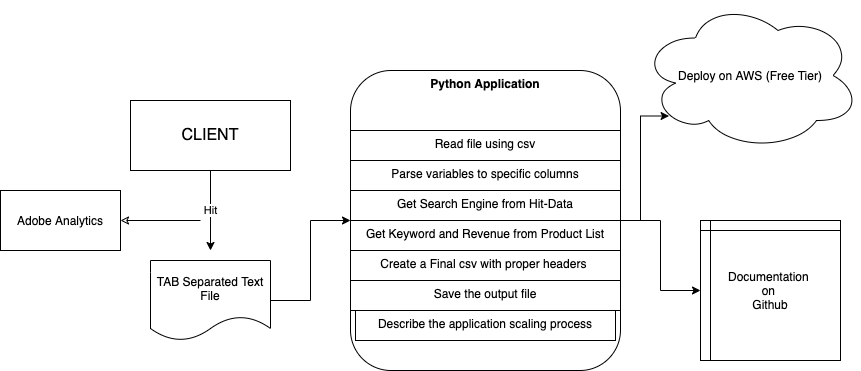 Deploy on AWS (Free Tier)
Python Application
CLIENT
Read file using csv
Parse variables to specific columns
Get Search Engine from Hit-Data
Hit
Adobe Analytics
Get Keyword and Revenue from Product List
Create a Final csv with proper headers
TAB Separated Text
File
Save the output file
Describe the application scaling process
Documentation
on
Github